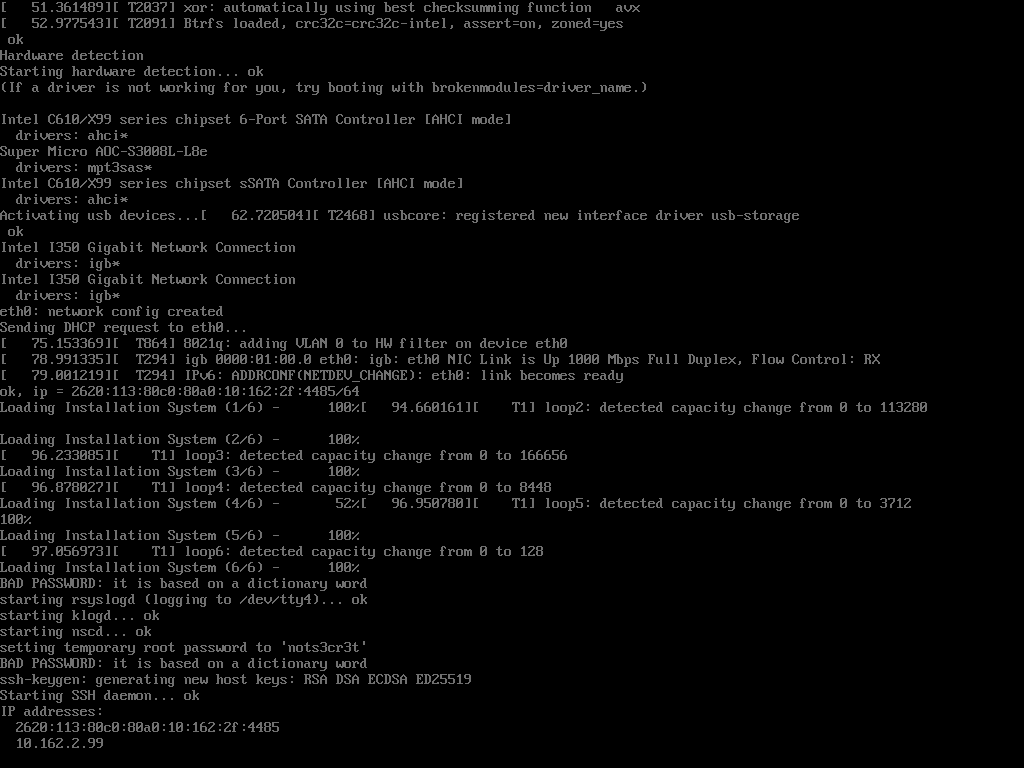 [   51.361489][ T2037] xor: automatically using best checksumming function   avx
[   52.977543][ T2091] Btrfs loaded, crc32c=crc32c-intel, assert=on, zoned=yes
 ok
Hardware detection
Starting hardware detection... ok
(If a driver is not working for you, try booting with brokenmodules=driver_name.)

Intel C610/X99 series chipset 6-Port SATA Controller [AHCI mode]
  drivers: ahci*
Super Micro AOC-S3008L-L8e
  drivers: mpt3sas*
Intel C610/X99 series chipset sSATA Controller [AHCI mode]
  drivers: ahci*
Activating usb devices...[   62.720504][ T2468] usbcore: registered new interface driver usb-storage
 ok
Intel I350 Gigabit Network Connection
  drivers: igb*
Intel I350 Gigabit Network Connection
  drivers: igb*
eth0: network config created
Sending DHCP request to eth0...
[   75.153369][  T864] 8021q: adding VLAN 0 to HW filter on device eth0
[   78.991335][  T294] igb 0000:01:00.0 eth0: igb: eth0 NIC Link is Up 1000 Mbps Full Duplex, Flow Control: RX
[   79.001219][  T294] IPv6: ADDRCONF(NETDEV_CHANGE): eth0: link becomes ready
ok, ip = 2620:113:80c0:80a0:10:162:2f:4485/64
Loading Installation System (1/6) -      100%[   94.660161][    T1] loop2: detected capacity change from 0 to 113280

Loading Installation System (2/6) -      100%
[   96.233085][    T1] loop3: detected capacity change from 0 to 166656
Loading Installation System (3/6) -      100%
[   96.878027][    T1] loop4: detected capacity change from 0 to 8448
Loading Installation System (4/6) -       52%[   96.950780][    T1] loop5: detected capacity change from 0 to 3712
100%
Loading Installation System (5/6) -      100%
[   97.056973][    T1] loop6: detected capacity change from 0 to 128
Loading Installation System (6/6) -      100%
BAD PASSWORD: it is based on a dictionary word
starting rsyslogd (logging to /dev/tty4)... ok
starting klogd... ok
starting nscd... ok
setting temporary root password to 'nots3cr3t'
BAD PASSWORD: it is based on a dictionary word
ssh-keygen: generating new host keys: RSA DSA ECDSA ED25519
Starting SSH daemon... ok
IP addresses:
  2620:113:80c0:80a0:10:162:2f:4485
  10.162.2.99